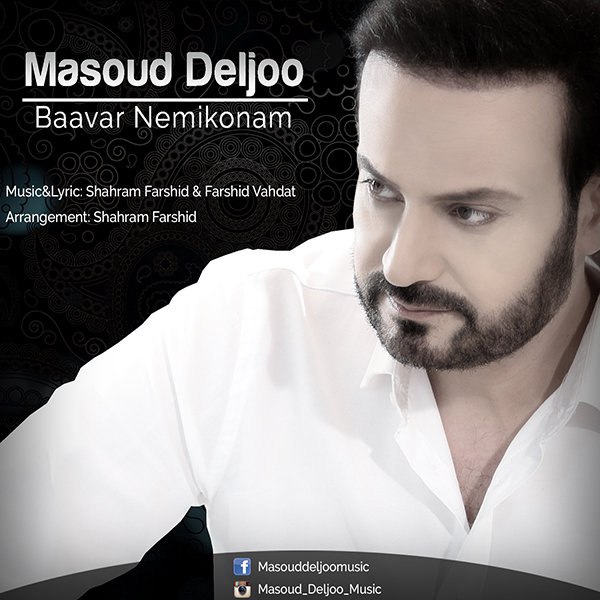 Masoud Deljoo
Baavar Nemikonam
Music&Lyric: Shahram Farshid & Farshid Vahdat
Arrangement: Shahram Farshid
Masouddeljoomusic
Masoud_Deljoo_Music